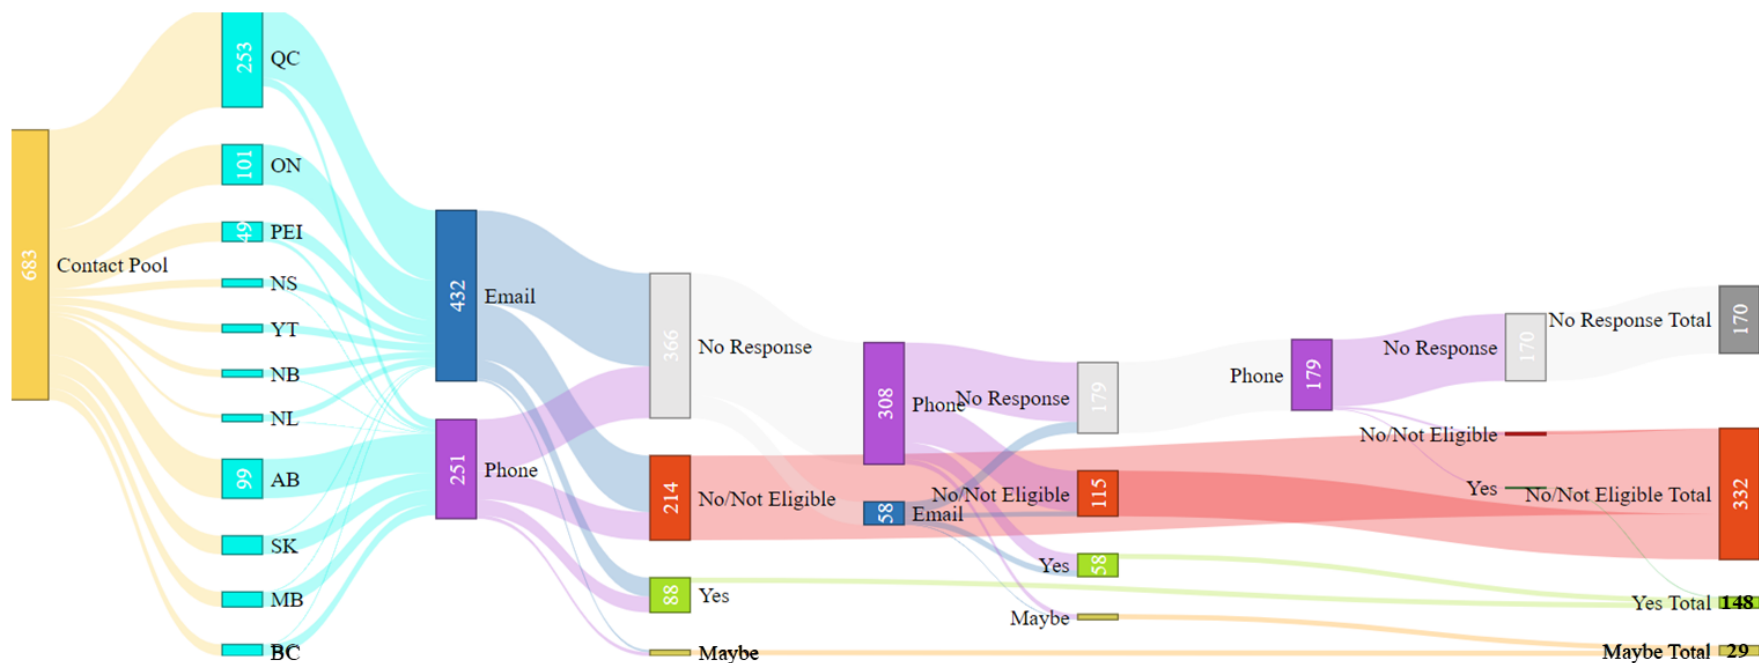 683
Contact Pool
253
QC
101
ON
49
PEI
NS
YT
NB
NL
99
AB
SK
MB
BC
432
Email
251
Phone
366
No Response
214
No/Not Eligible
88
Yes
Maybe
308
Phone
58
Email
No Response
179
No/Not Eligible
115
Yes
58
Maybe
Phone
179
No Response
170
No/Not Eligible
Yes
No Response Total
170
No/Not Eligible Total
332
Yes Total
148
Maybe Total
29